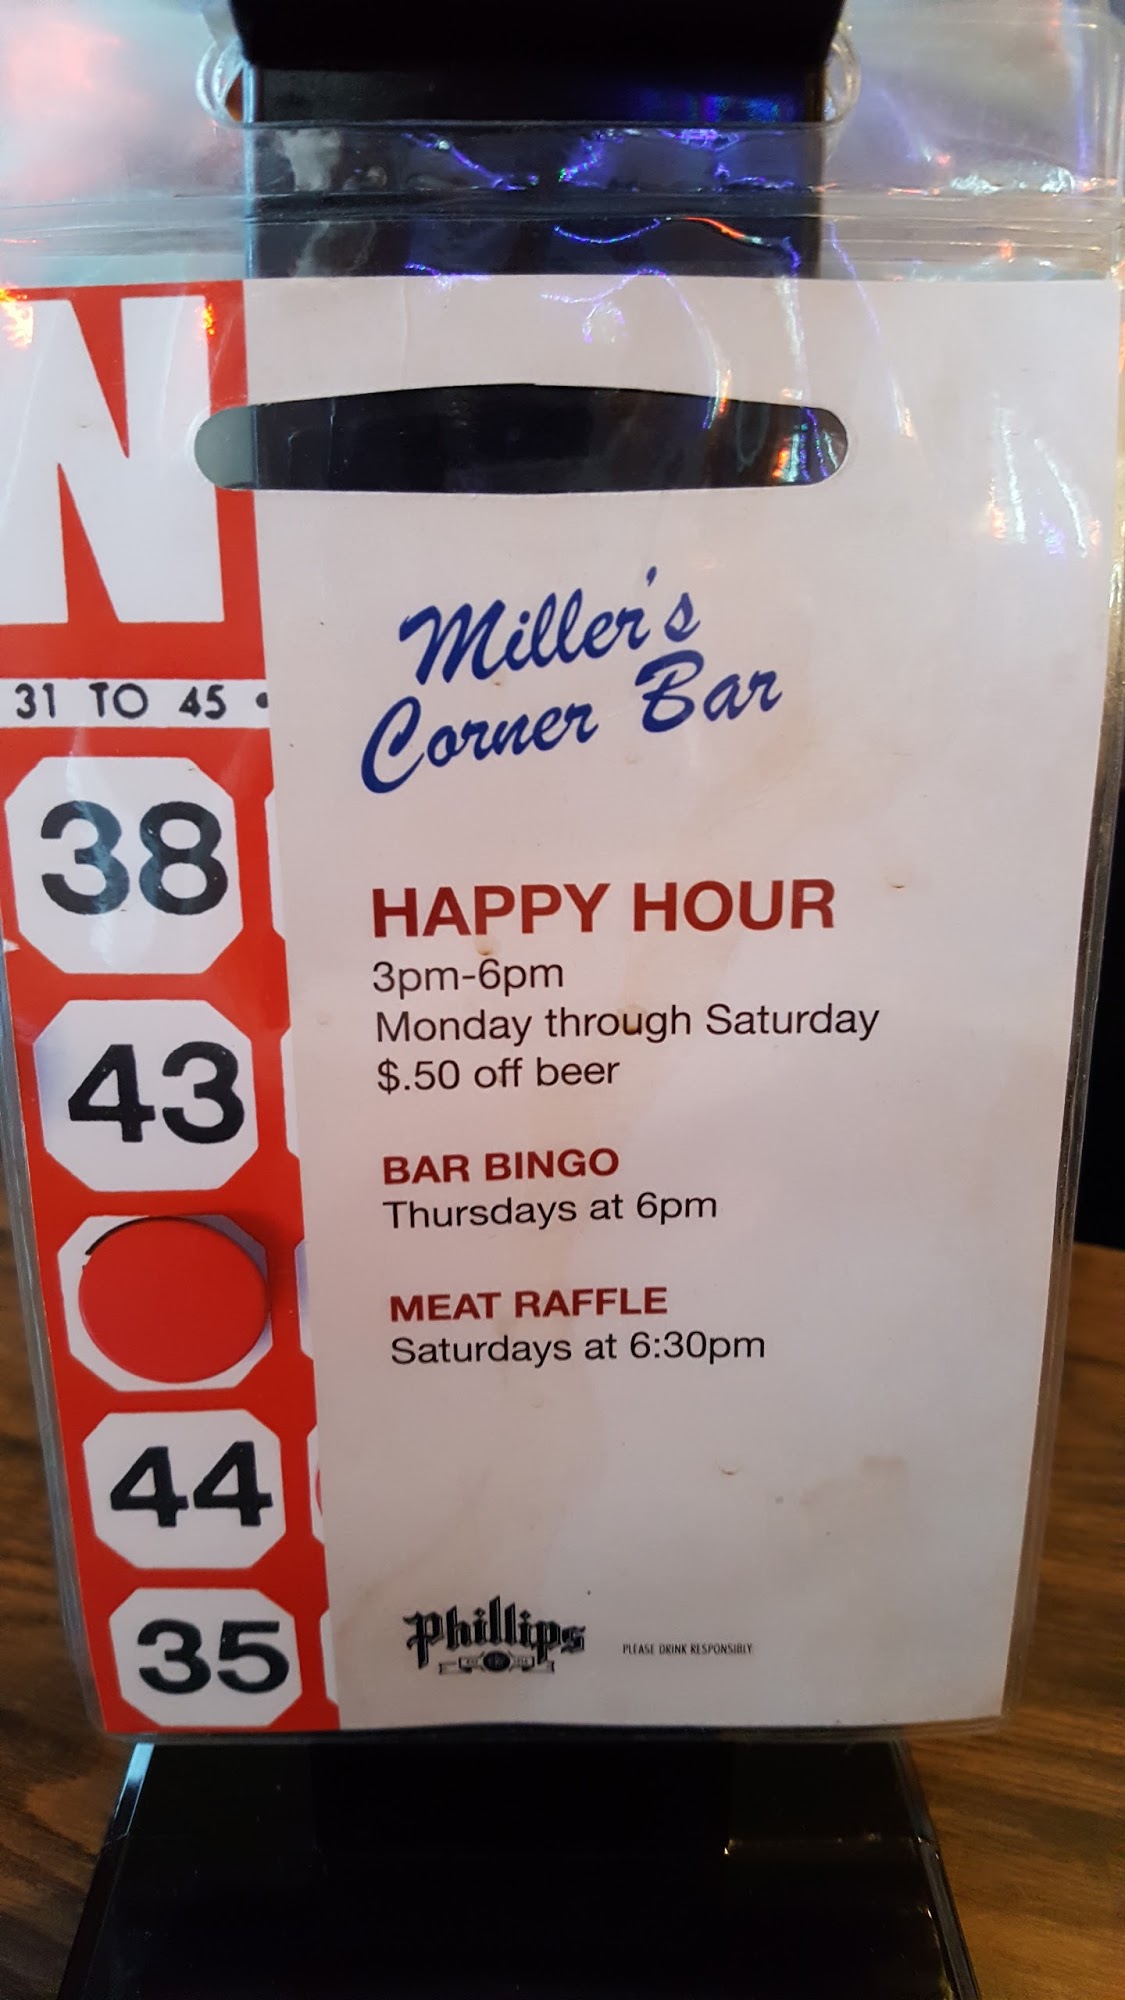 N
31 TO 45
38
43
44
35
Miller's
Corner Bar
HAPPY HOUR
3pm-6pm
Monday through Saturday
$.50 off beer
BAR BINGO
Thursdays at 6pm
MEAT RAFFLE
Saturdays at 6:30pm
Phillips
PLEASE DRINK RESPONSIBLY